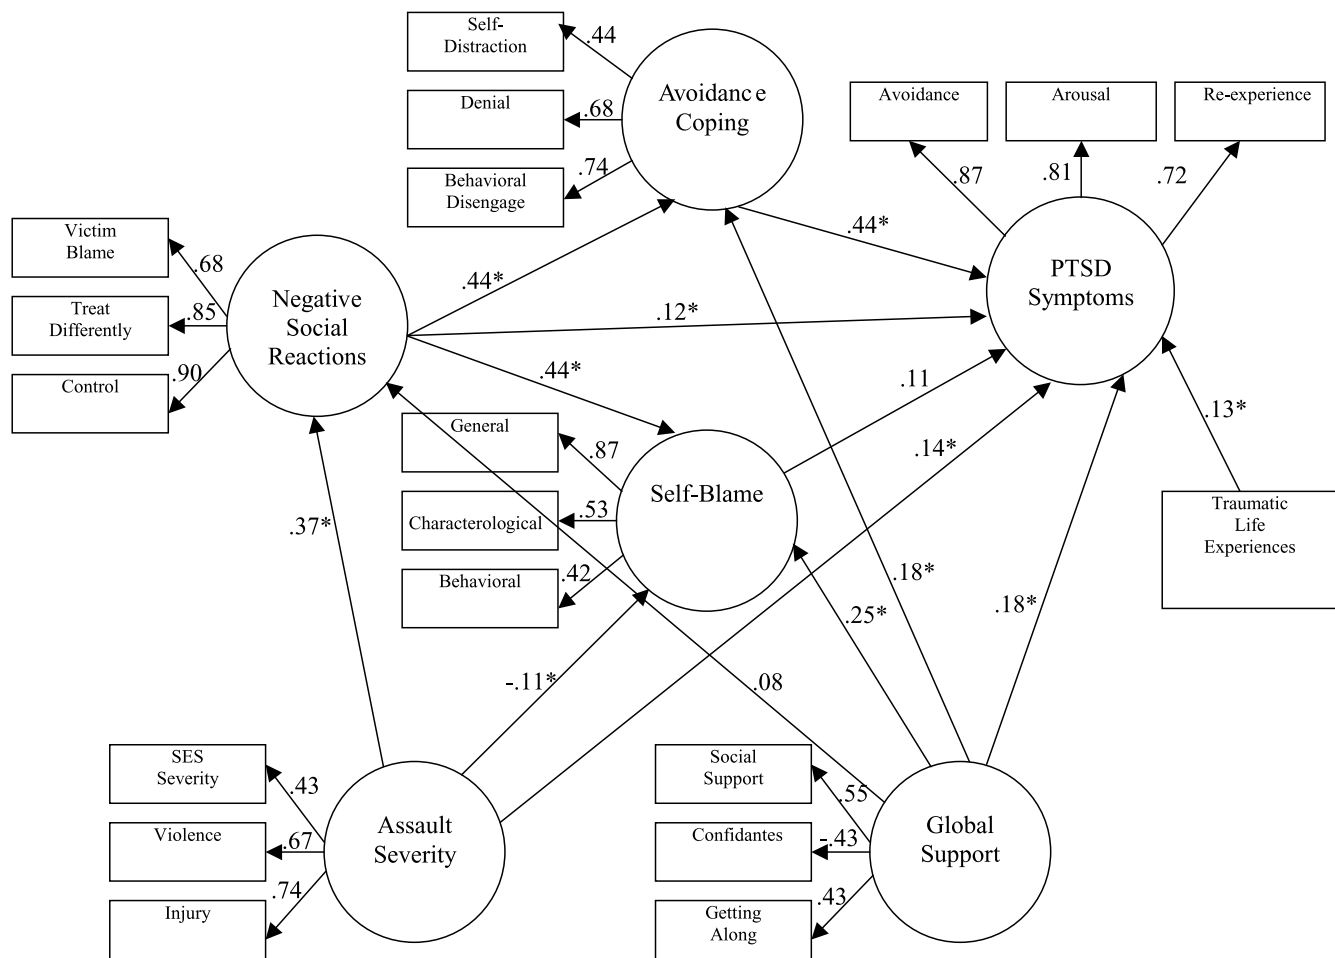 Self-
Distraction
.44
Denial
.68
Behavioral
Disengage
.74
Avoidance
Coping
Avoidance
Arousal
Re-experience
.87
.81
.72
PTSD
Symptoms
Victim
Blame
.68
Treat
Differently
.85
Control
.90
Negative
Social
Reactions
.44*
.44*
.12*
.44*
.11
.14*
.13*
General
.87
Characterological
.53
Behavioral
.42
Self-Blame
Traumatic
Life
Experiences
.37*
-.11*
.18*
.25*
.18*
.08
SES
Severity
.43
Violence
.67
Injury
.74
Assault
Severity
Social
Support
.55
Confidantes
-.43
Getting
Along
.43
Global
Support